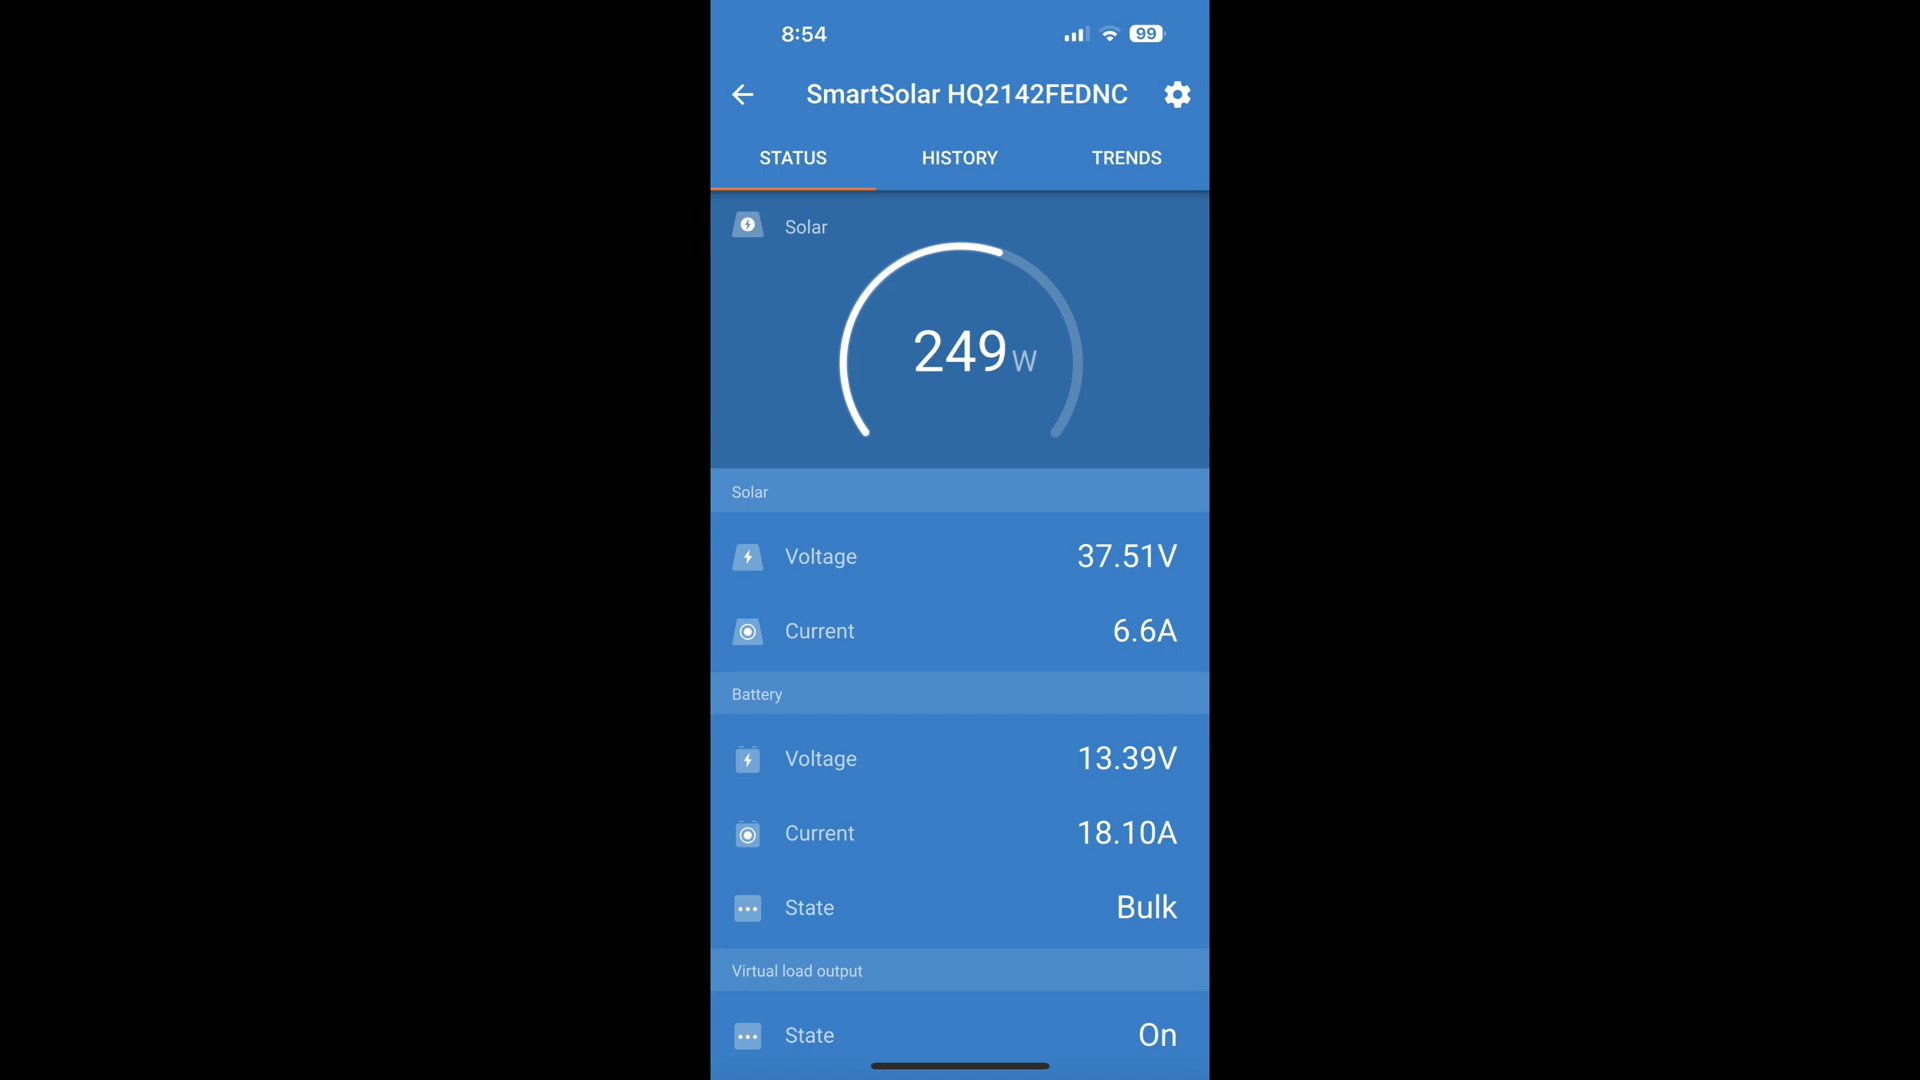 8:54
99
SmartSolar HQ2142FEDNC
STATUS HISTORY TRENDS
Solar
249W
Solar
Voltage 37.51V
Current 6.6A
Battery
Voltage 13.39V
Current 18.10A
State Bulk
Virtual load output
State On